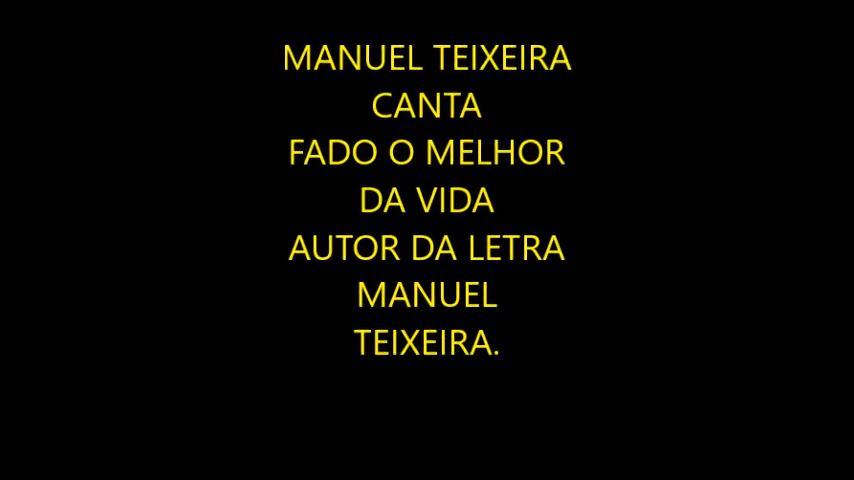 MANUEL TEIXEIRA
CANTA
FADO O MELHOR
DA VIDA
AUTOR DA LETRA
MANUEL
TEIXEIRA.